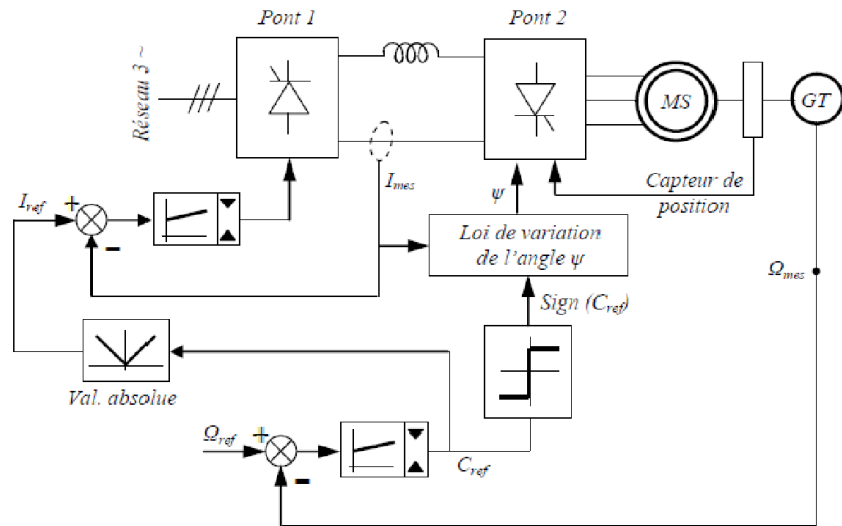 Pont 1
Pont 2
Réseau 3 ~
MS
GT
I_mes
Capteur de
position
ψ
I_ref
+
-
Loi de variation
de l'angle ψ
Ω_mes
Sign (C_ref)
Val. absolue
Ω_ref
+
-
C_ref